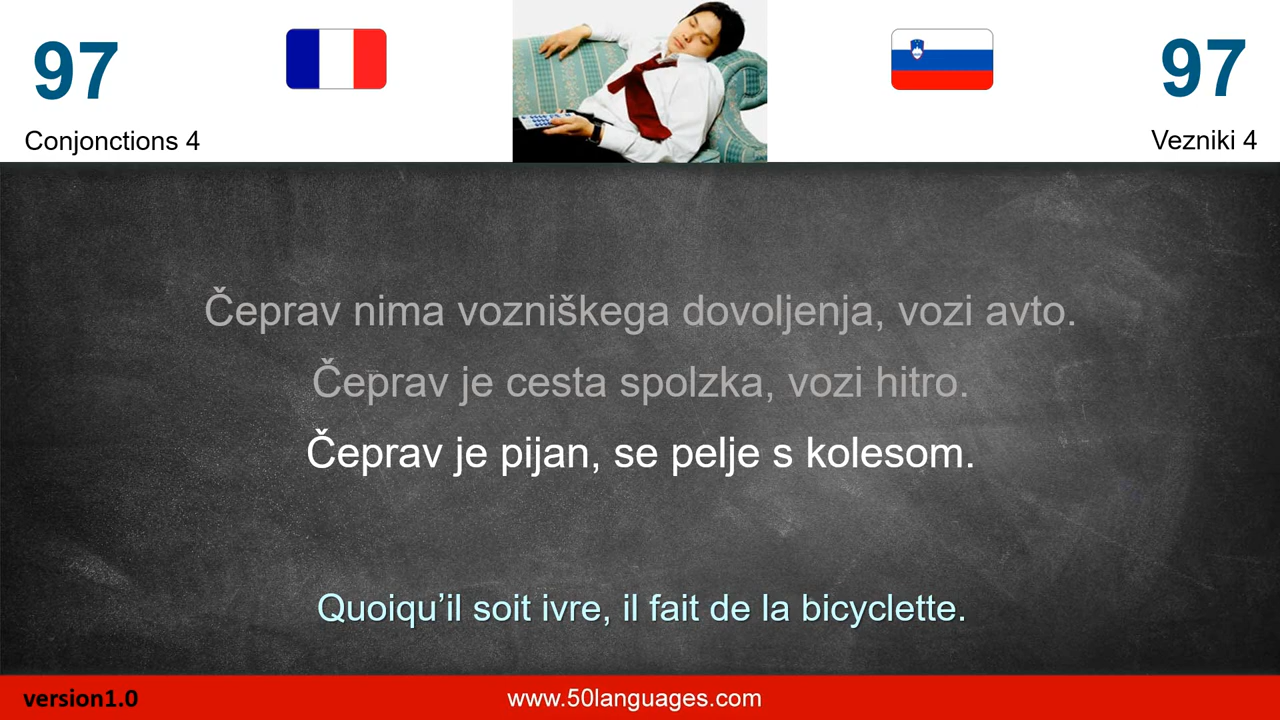 97
97
Conjonctions 4
Vezniki 4
Čeprav nima vozniškega dovoljenja, vozi avto.
Čeprav je cesta spolzka, vozi hitro.
Čeprav je pijan, se pelje s kolesom.
Quoiqu’il soit ivre, il fait de la bicyclette.
version1.0
www.50languages.com